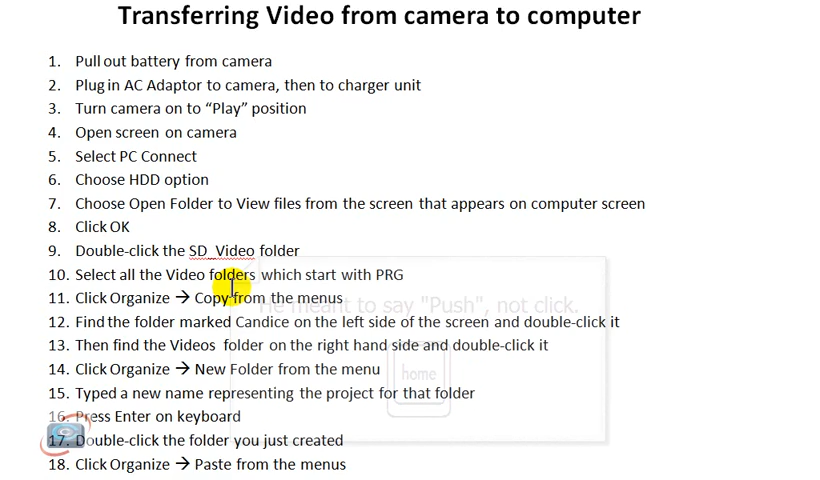 Transferring Video from camera to computer
1. Pull out battery from camera
2. Plug in AC Adaptor to camera, then to charger unit
3. Turn camera on to “Play” position
4. Open screen on camera
5. Select PC Connect
6. Choose HDD option
7. Choose Open Folder to View files from the screen that appears on computer screen
8. Click OK
9. Double-click the SD_Video folder
10. Select all the Video folders which start with PRG
11. Click Organize → Copy from the menus
He meant to say "Push", not click.
12. Find the folder marked Candice on the left side of the screen and double-click it
13. Then find the Videos folder on the right hand side and double-click it
14. Click Organize → New Folder from the menu
home
15. Typed a new name representing the project for that folder
16. Press Enter on keyboard
17. Double-click the folder you just created
18. Click Organize → Paste from the menus